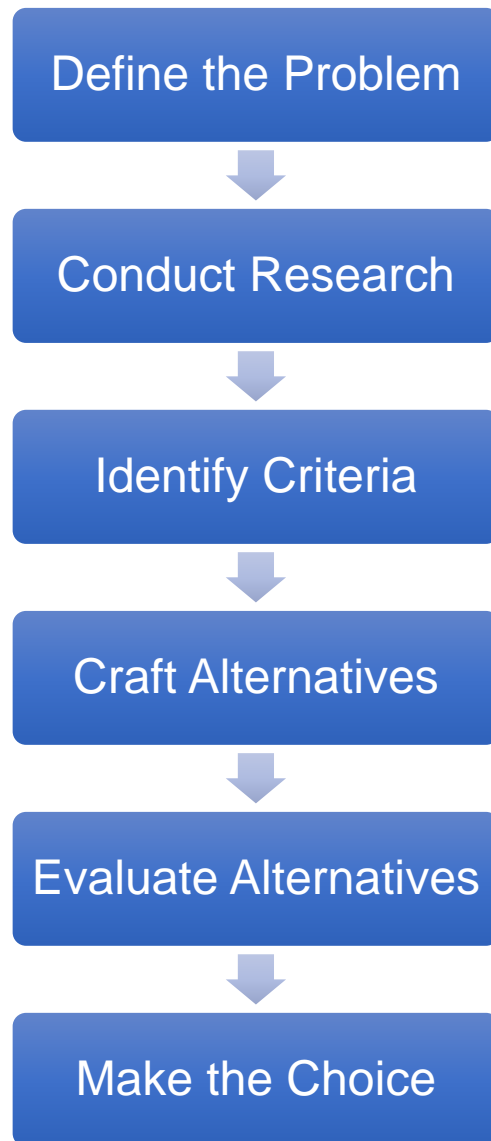 Define the Problem
Conduct Research
Identify Criteria
Craft Alternatives
Evaluate Alternatives
Make the Choice